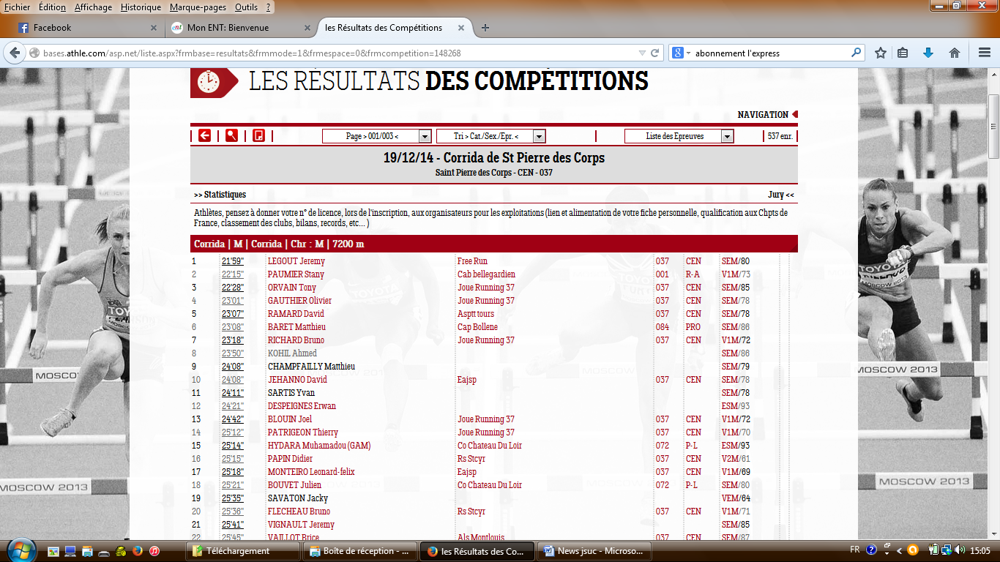 Fichier Édition Affichage Historique Marque-pages Outils ?
Facebook × Mon ENT: Bienvenue × les Résultats des Compétitions × +
bases.athle.com/asp.net/liste.aspx?frmbase=resultats&frmmode=1&frmespace=0&frmcompetition=148268 abonnement l'express
LES RÉSULTATS DES COMPÉTITIONS
NAVIGATION
Page > 001/003 < Tri > Cat./Sex./Epr. < Liste des Epreuves 537 enr.
19/12/14 - Corrida de St Pierre des Corps
Saint Pierre des Corps - CEN - 037
>> Statistiques Jury <<
Athlètes, pensez à donner votre n° de licence, lors de l'inscription, aux organisateurs pour les exploitations (lien et alimentation de votre fiche personnelle, qualification aux Chpts de
France, classement des clubs, bilans, records, etc... )
Corrida | M | Corrida | Chr : M | 7200 m
1 21'59'' LEGOUT Jeremy Free Run 037 CEN SEM/80
2 22'15'' PAUMIER Stany Cab bellegardien 001 R-A V1M/73
3 22'28'' ORVAIN Tony Joue Running 37 037 CEN SEM/85
4 23'01'' GAUTHIER Olivier Joue Running 37 037 CEN SEM/78
5 23'07'' RAMARD David Asptt tours 037 CEN SEM/78
6 23'08'' BARET Matthieu Cap Bollene 084 PRO SEM/86
7 23'18'' RICHARD Bruno Joue Running 37 037 CEN V1M/72
8 23'50'' KOHIL Ahmed SEM/86
9 24'08'' CHAMPFAILLY Matthieu SEM/79
10 24'08'' JEHANNO David Eajsp 037 CEN SEM/78
11 24'11'' SARTIS Yvan SEM/78
12 24'21'' DESPEIGNES Erwan ESM/93
13 24'42'' BLOUIN Joel Joue Running 37 037 CEN V1M/72
14 25'12'' PATRIGEON Thierry Joue Running 37 037 CEN V1M/70
15 25'14'' HYDARA Muhamadou (GAM) Co Chateau Du Loir 072 P-L ESM/93
16 25'15'' PAPIN Didier Rs Stcyr 037 CEN V2M/61
17 25'18'' MONTEIRO Leonard-felix Eajsp 037 CEN V1M/69
18 25'21'' BOUVET Julien Co Chateau Du Loir 072 P-L SEM/80
19 25'35'' SAVATON Jacky VEM/64
20 25'36'' FLECHEAU Bruno Rs Stcyr 037 CEN V1M/71
21 25'41'' VIGNAULT Jeremy SEM/85
22 25'45'' VAILLOT Brice Als Montlouis 037 CEN SEM/87
MOSCOW 2013
TOYOTA
MOSCOW 2013
MOSCOW 2013
MOSCOW 2013
MOSCOW 2013
Téléchargement Boîte de réception - ... les Résultats des Co... News jsuc - Microso... FR 15:05